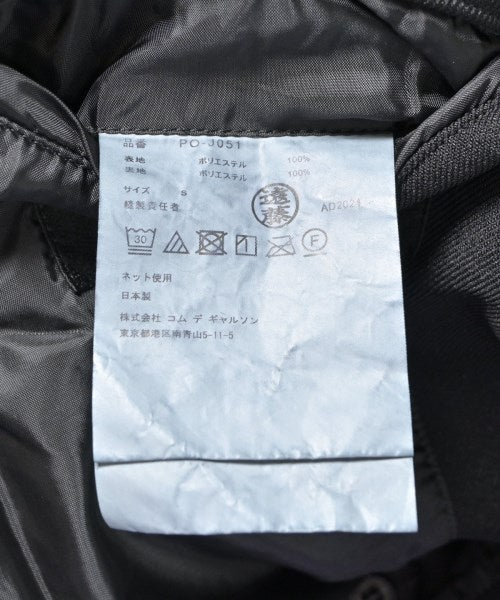 品番 PO-J051
表地 ポリエステル 100%
裏地 ポリエステル 100%
サイズ S
縫製責任者 遠藤 AD2024
30 F
ネット使用
日本製
株式会社 コム デ ギャルソン
東京都港区南青山5-11-5